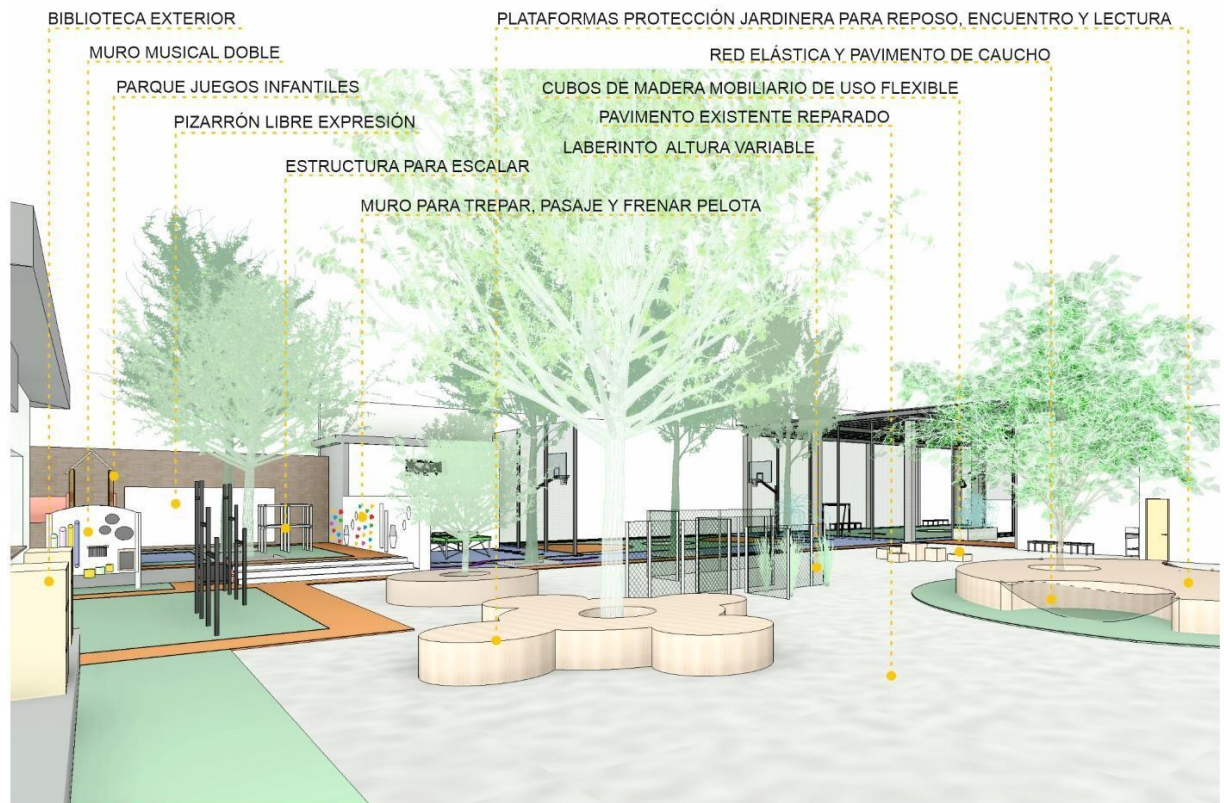 BIBLIOTECA EXTERIOR
MURO MUSICAL DOBLE
PARQUE JUEGOS INFANTILES
PIZARRÓN LIBRE EXPRESIÓN
ESTRUCTURA PARA ESCALAR
MURO PARA TREPAR, PASAJE Y FRENAR PELOTA
PLATAFORMAS PROTECCIÓN JARDINERA PARA REPOSO, ENCUENTRO Y LECTURA
RED ELÁSTICA Y PAVIMENTO DE CAUCHO
CUBOS DE MADERA MOBILIARIO DE USO FLEXIBLE
PAVIMENTO EXISTENTE REPARADO
LABERINTO ALTURA VARIABLE